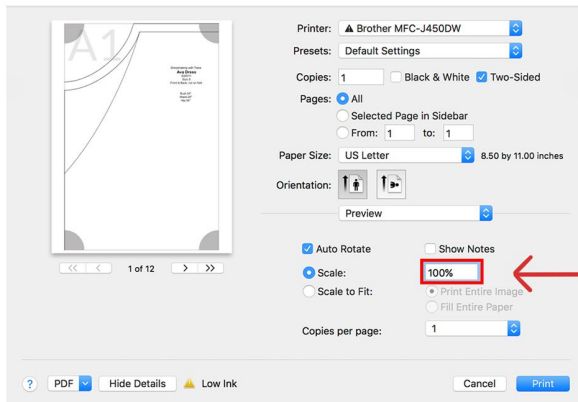 Printer: Brother MFC-J450DW
Presets: Default Settings
Copies: 1 Black & White Two-Sided
Pages: All
Selected Page in Sidebar
From: 1 to: 1
Paper Size: US Letter 8.50 by 11.00 inches
Orientation:
Preview
Auto Rotate Show Notes
Scale: 100%
Scale to Fit: Print Entire Image
Fill Entire Paper
Copies per page: 1
A1
Ava Dress
1 of 12
? PDF Hide Details Low Ink Cancel Print